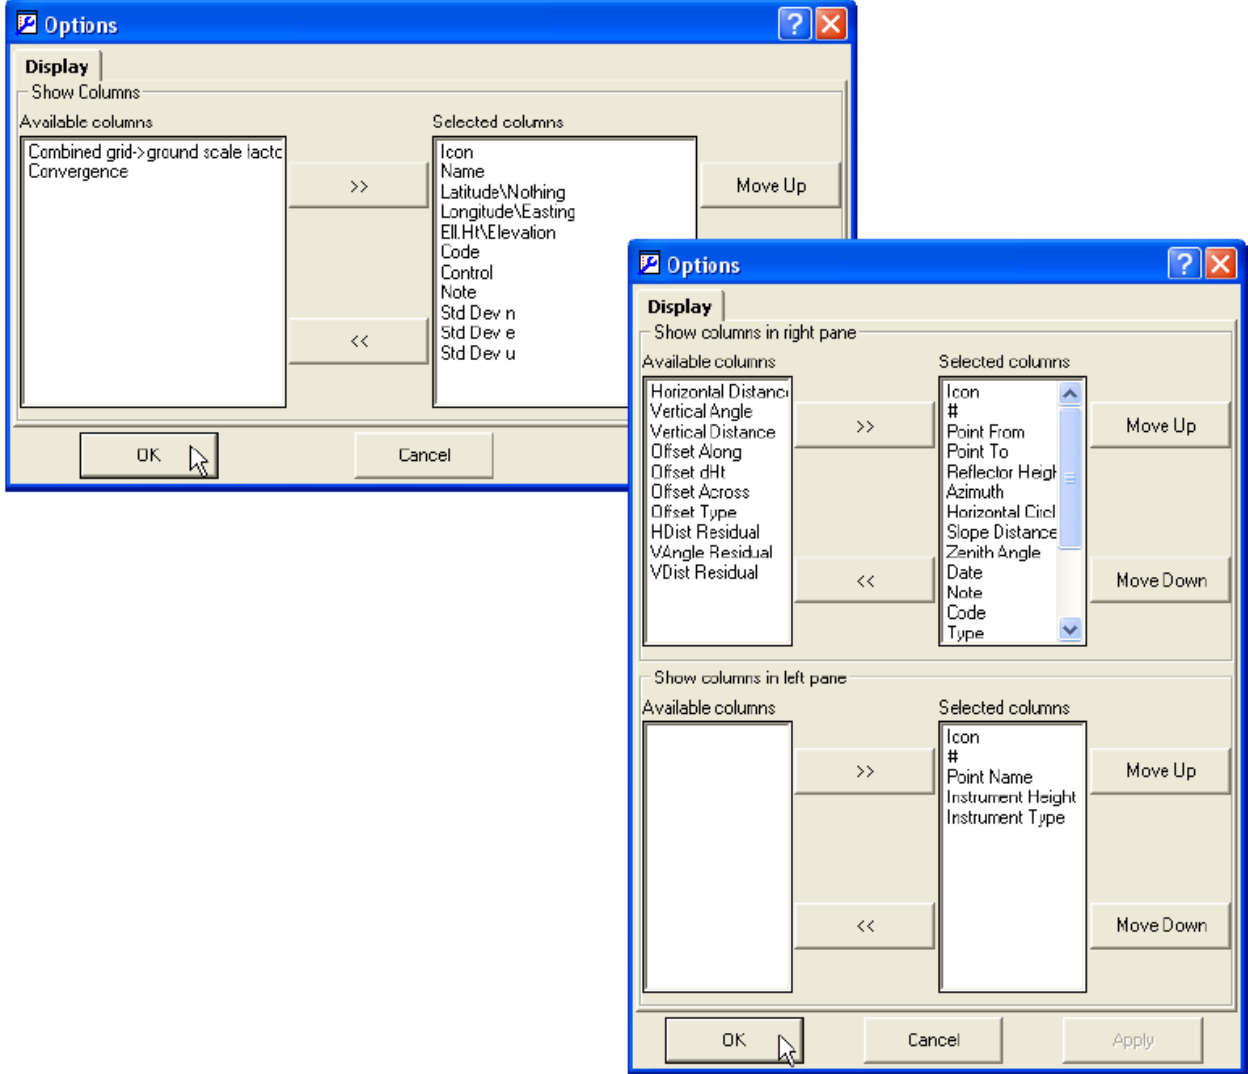 Options
Display
Show Columns
Available columns
Selected columns
Combined grid->ground scale facto
Convergence
>>
<<
Icon
Name
Latitude\Nothing
Longitude\Easting
Ell.Ht\Elevation
Code
Control
Note
Std Dev n
Std Dev e
Std Dev u
Move Up
OK
Cancel
Options
Display
Show columns in right pane
Available columns
Selected columns
Horizontal Distance
Vertical Angle
Vertical Distance
Offset Along
Offset dHt
Offset Across
Offset Type
HDist Residual
VAngle Residual
VDist Residual
>>
<<
Icon
#
Point From
Point To
Reflector Heigh
Azimuth
Horizontal Circl
Slope Distance
Zenith Angle
Date
Note
Code
Type
Move Up
Move Down
Show columns in left pane
Available columns
Selected columns
>>
<<
Icon
#
Point Name
Instrument Height
Instrument Type
Move Up
Move Down
OK
Cancel
Apply